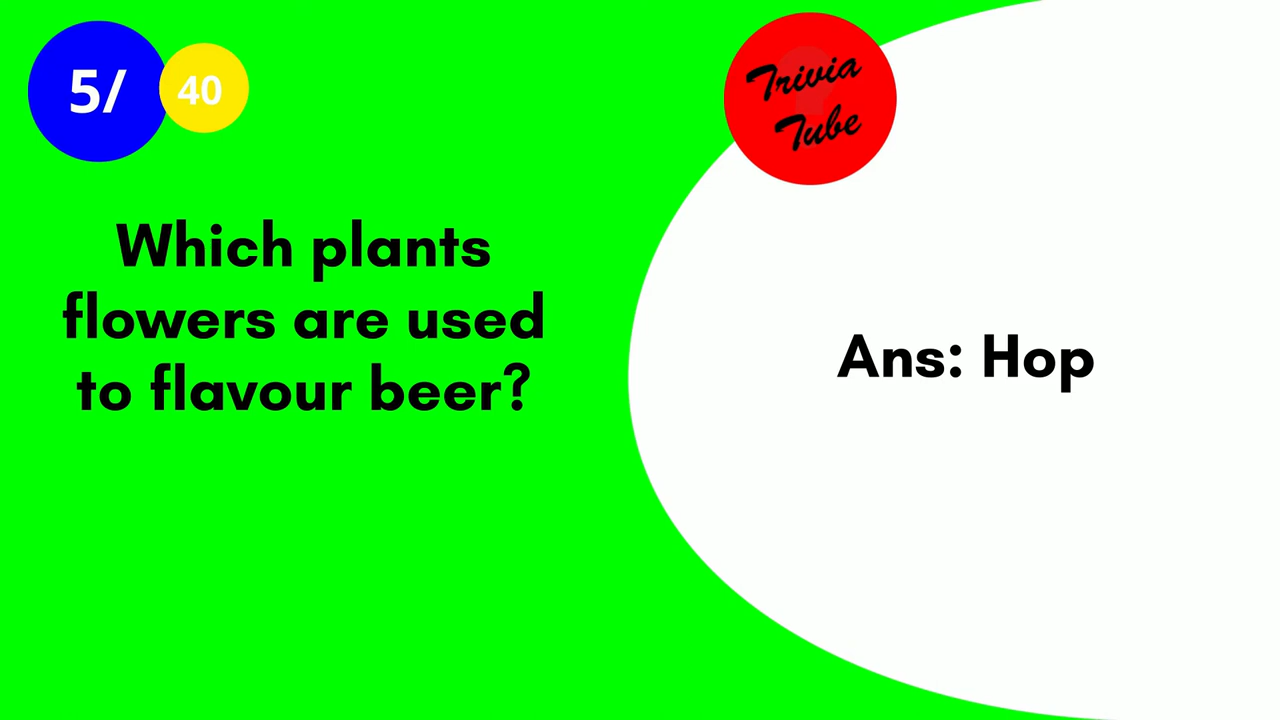 5/
40
Trivia
Tube
Which plants
flowers are used
to flavour beer?
Ans: Hop